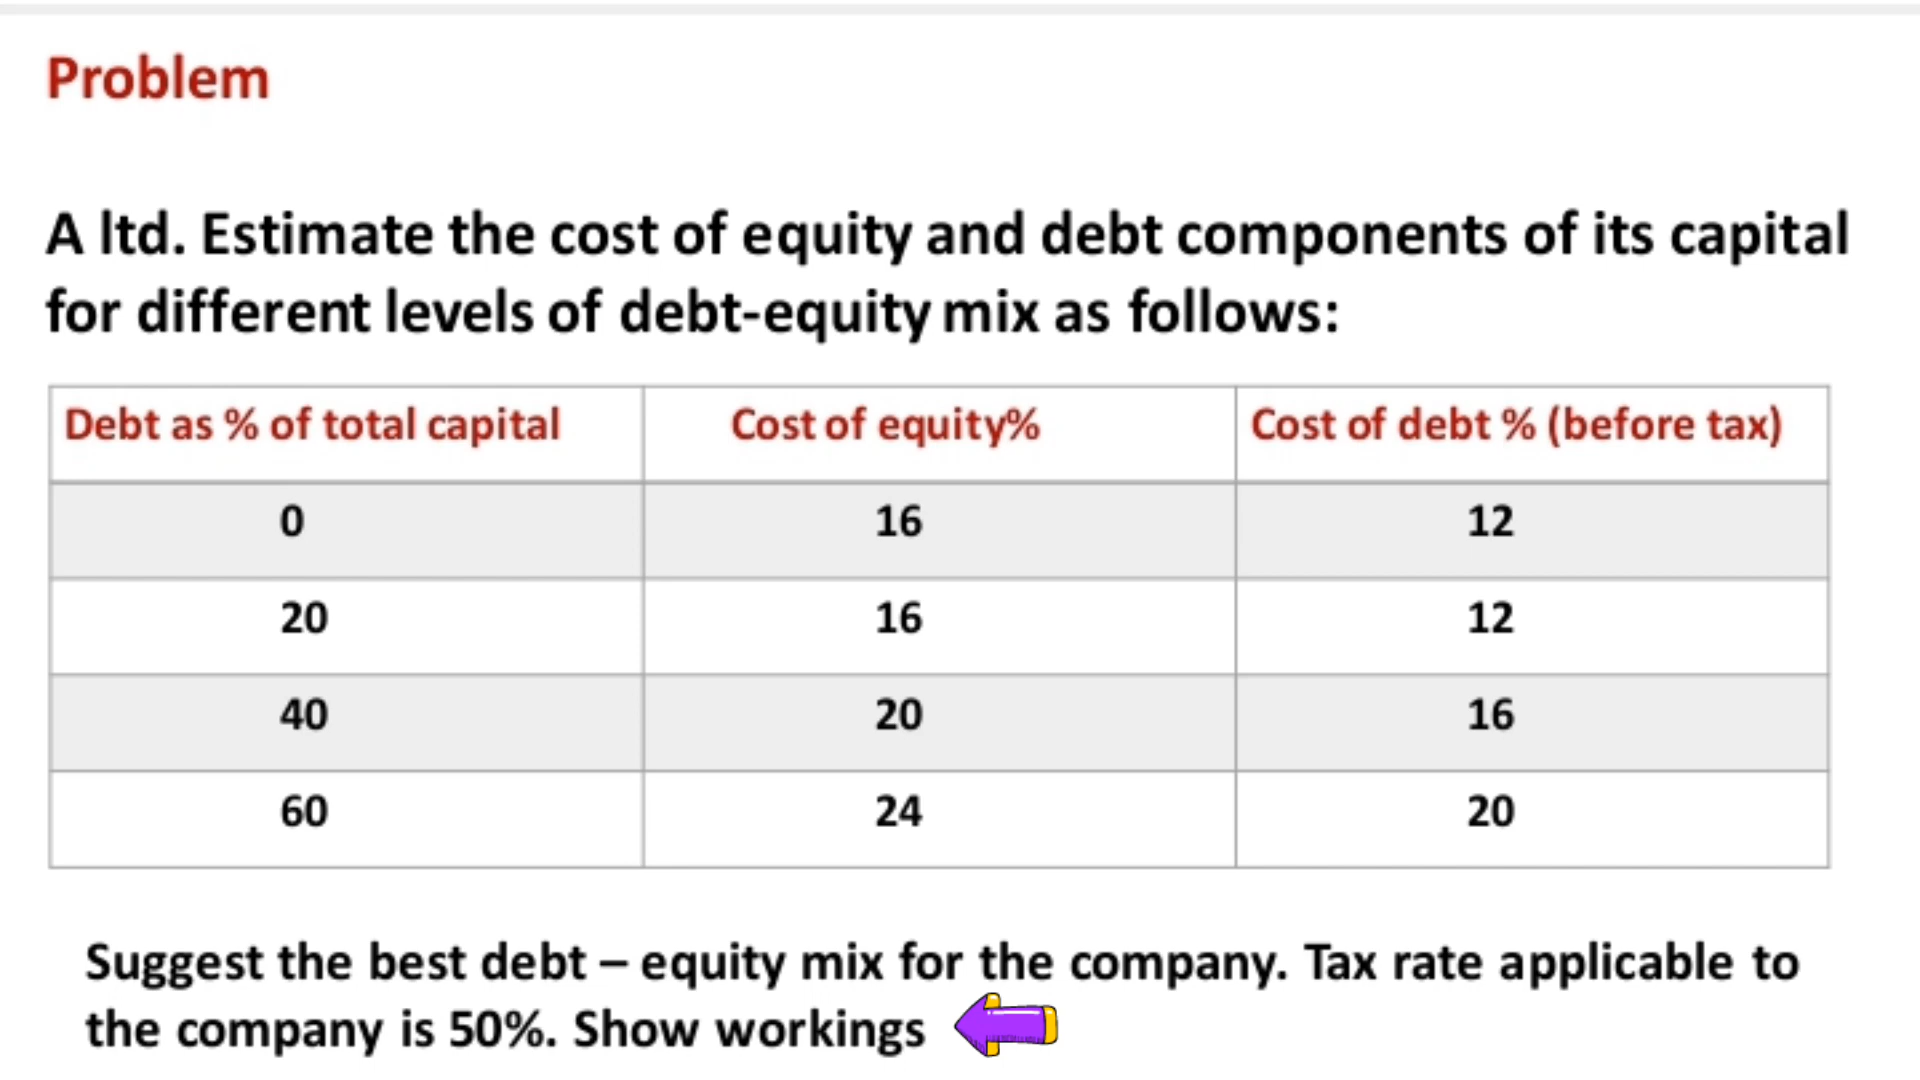 Problem
A ltd. Estimate the cost of equity and debt components of its capital
for different levels of debt-equity mix as follows:
Debt as % of total capital Cost of equity% Cost of debt % (before tax)
0 16 12
20 16 12
40 20 16
60 24 20
Suggest the best debt – equity mix for the company. Tax rate applicable to
the company is 50%. Show workings